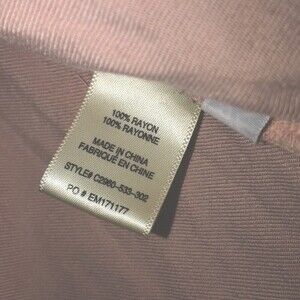 100% RAYON
100% RAYONNE
MADE IN CHINA
FABRIQUÉ EN CHINE
STYLE# C2960-533-302
PO # EM171177